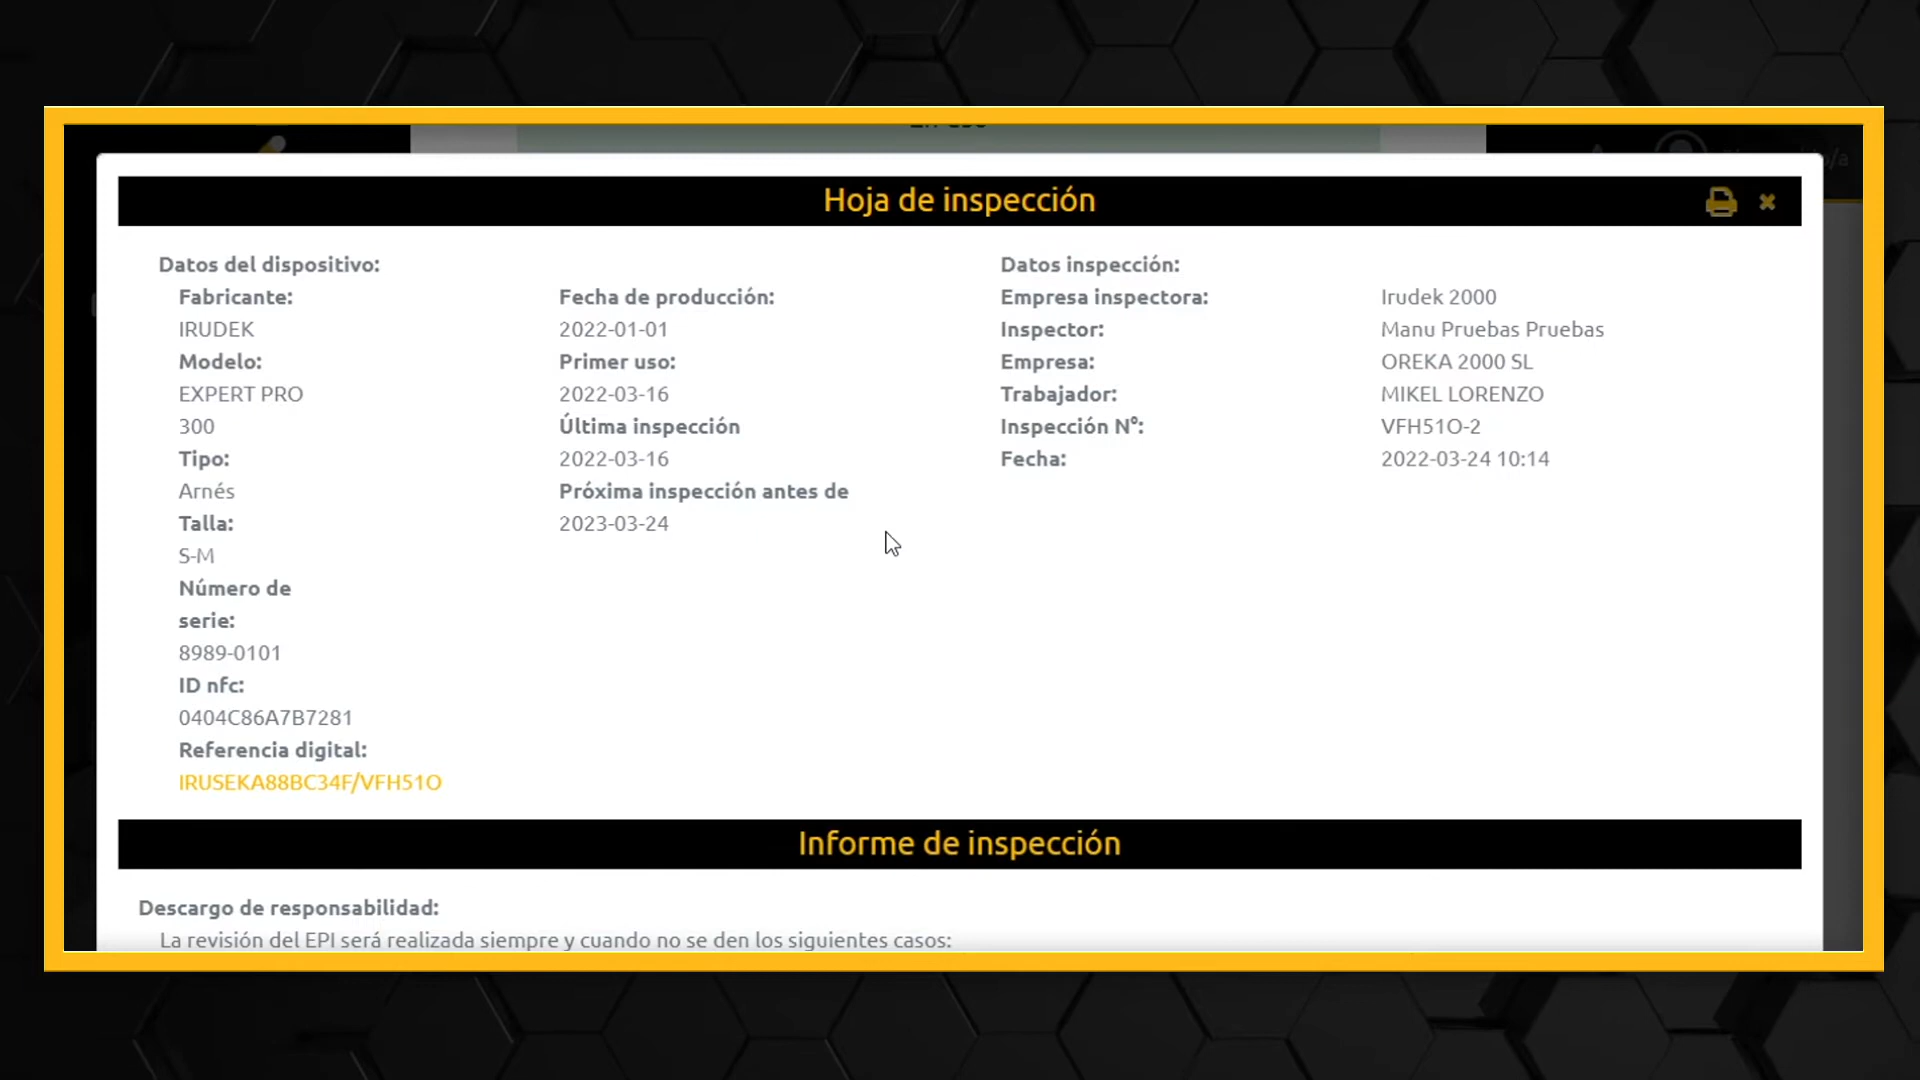 Hoja de inspección
Datos del dispositivo:
Fabricante:
IRUDEK
Modelo:
EXPERT PRO
300
Tipo:
Arnés
Talla:
S-M
Número de
serie:
8989-0101
ID nfc:
0404C86A7B7281
Referencia digital:
IRUSEKA88BC34F/VFH51O
Fecha de producción:
2022-01-01
Primer uso:
2022-03-16
Última inspección
2022-03-16
Próxima inspección antes de
2023-03-24
Datos inspección:
Empresa inspectora: Irudek 2000
Inspector: Manu Pruebas Pruebas
Empresa: OREKA 2000 SL
Trabajador: MIKEL LORENZO
Inspección Nº: VFH51O-2
Fecha: 2022-03-24 10:14
Informe de inspección
Descargo de responsabilidad:
La revisión del EPI será realizada siempre y cuando no se den los siguientes casos: